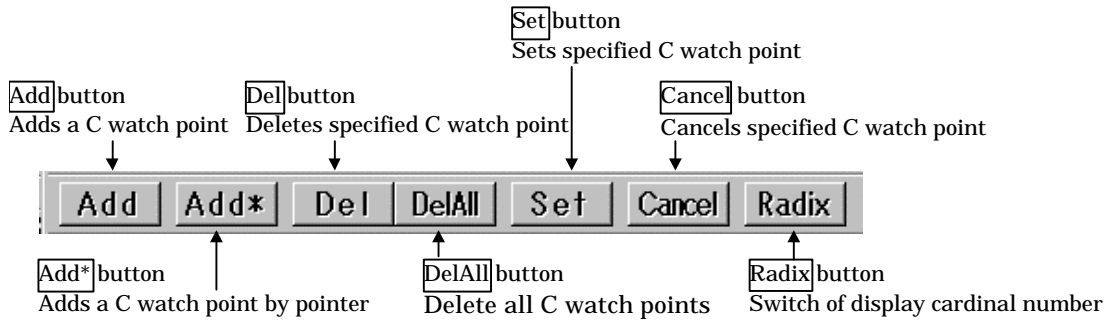 Set button
Sets specified C watch point
Add button
Adds a C watch point
Del button
Deletes specified C watch point
Cancel button
Cancels specified C watch point
Add Add* Del DelAll Set Cancel Radix
Add* button
Adds a C watch point by pointer
DelAll button
Delete all C watch points
Radix button
Switch of display cardinal number